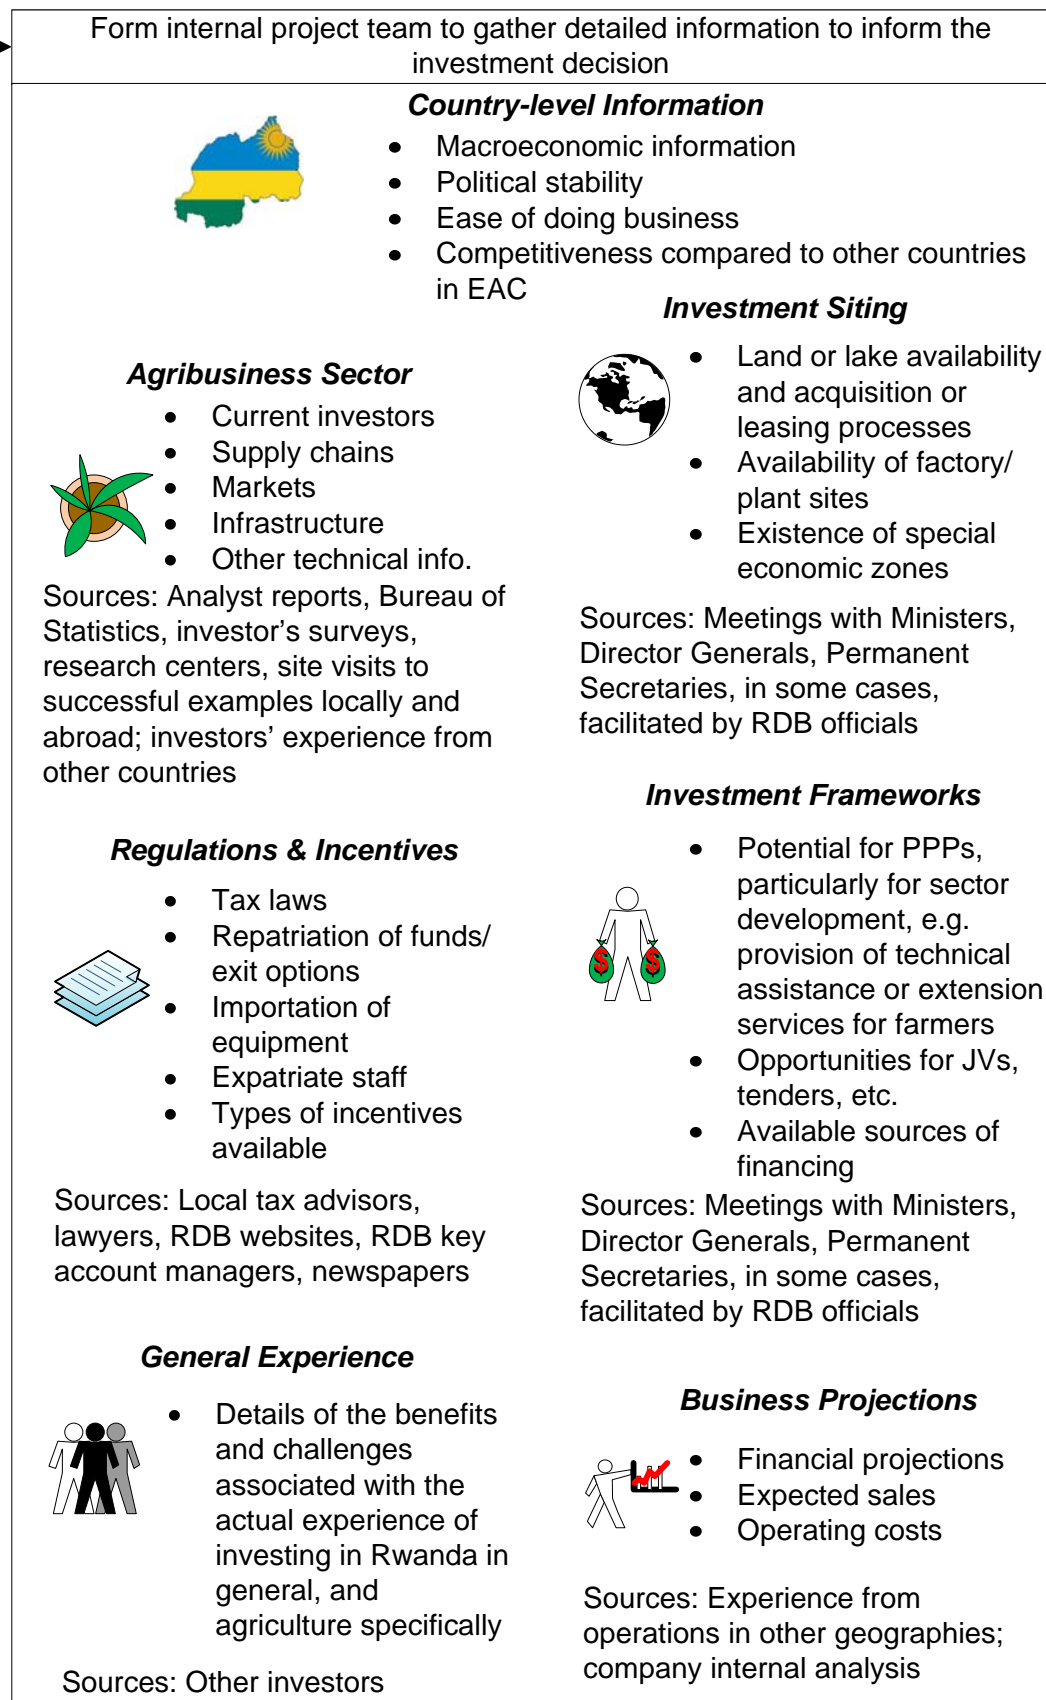 Form internal project team to gather detailed information to inform the
investment decision
Country-level Information
• Macroeconomic information
• Political stability
• Ease of doing business
• Competitiveness compared to other countries
in EAC
Agribusiness Sector
• Current investors
• Supply chains
• Markets
• Infrastructure
• Other technical info.
Sources: Analyst reports, Bureau of
Statistics, investor's surveys,
research centers, site visits to
successful examples locally and
abroad; investors' experience from
other countries
Investment Siting
• Land or lake availability
and acquisition or
leasing processes
• Availability of factory/
plant sites
• Existence of special
economic zones
Sources: Meetings with Ministers,
Director Generals, Permanent
Secretaries, in some cases,
facilitated by RDB officials
Regulations & Incentives
• Tax laws
• Repatriation of funds/
exit options
• Importation of
equipment
• Expatriate staff
• Types of incentives
available
Sources: Local tax advisors,
lawyers, RDB websites, RDB key
account managers, newspapers
Investment Frameworks
• Potential for PPPs,
particularly for sector
development, e.g.
provision of technical
assistance or extension
services for farmers
• Opportunities for JVs,
tenders, etc.
• Available sources of
financing
$ $
Sources: Meetings with Ministers,
Director Generals, Permanent
Secretaries, in some cases,
facilitated by RDB officials
General Experience
• Details of the benefits
and challenges
associated with the
actual experience of
investing in Rwanda in
general, and
agriculture specifically
Sources: Other investors
Business Projections
• Financial projections
• Expected sales
• Operating costs
Sources: Experience from
operations in other geographies;
company internal analysis